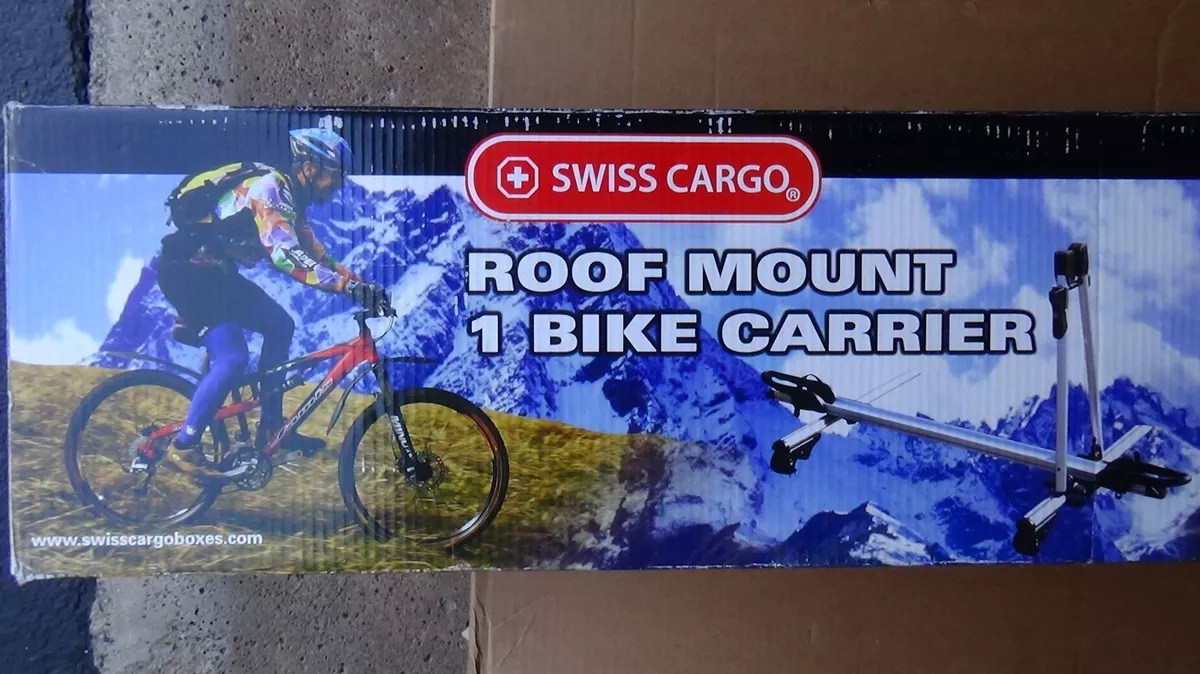 SWISS CARGO®
ROOF MOUNT
1 BIKE CARRIER
www.swisscargoboxes.com